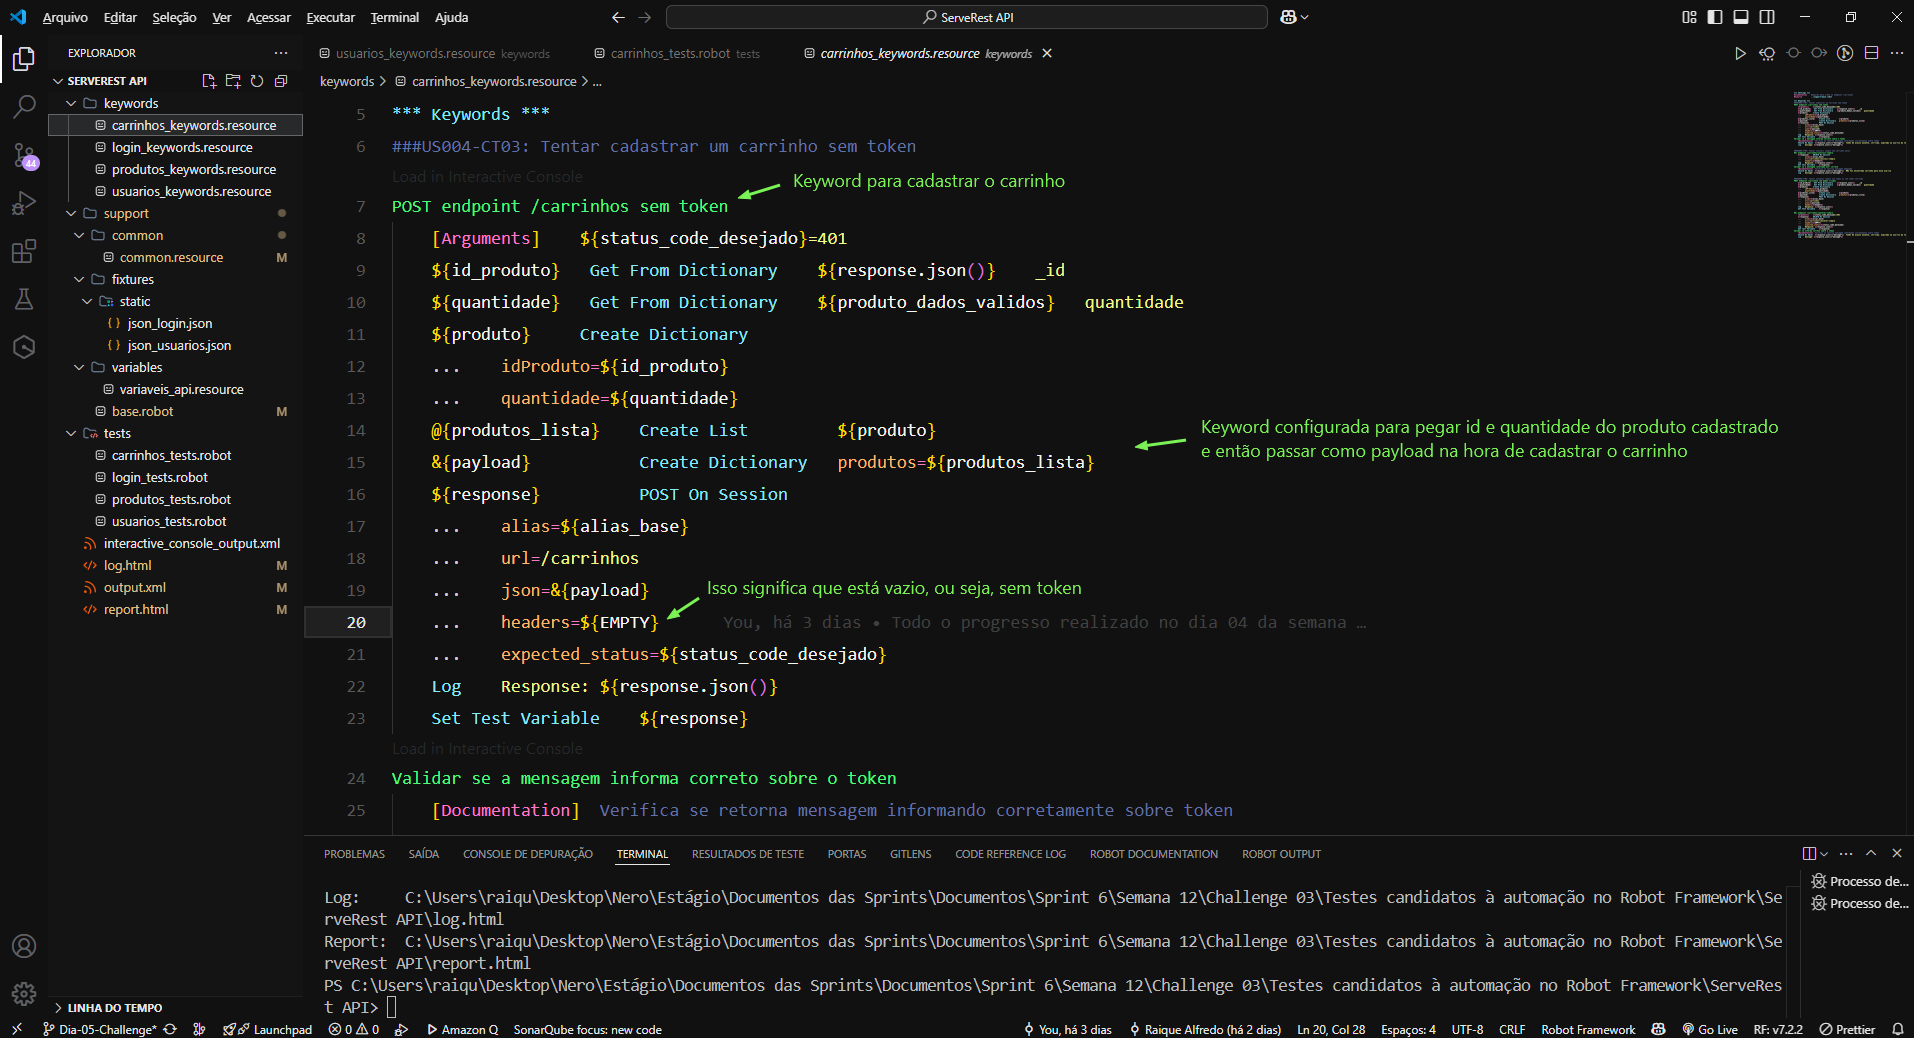 Arquivo Editar Seleção Ver Acessar Executar Terminal Ajuda
ServeRest API
EXPLORADOR
SERVEREST API
keywords
carrinhos_keywords.resource
login_keywords.resource
produtos_keywords.resource
usuarios_keywords.resource
support
common
common.resource M
fixtures
static
{} json_login.json
{} json_usuarios.json
variables
variaveis_api.resource
base.robot M
tests
carrinhos_tests.robot
login_tests.robot
produtos_tests.robot
usuarios_tests.robot
interactive_console_output.xml
log.html M
output.xml M
report.html M
LINHA DO TEMPO
44
usuarios_keywords.resource keywords
carrinhos_tests.robot tests
carrinhos_keywords.resource keywords
keywords > carrinhos_keywords.resource > ...
5 *** Keywords ***
6 ###US004-CT03: Tentar cadastrar um carrinho sem token
Load in Interactive Console
Keyword para cadastrar o carrinho
7 POST endpoint /carrinhos sem token
8 [Arguments] ${status_code_desejado}=401
9 ${id_produto} Get From Dictionary ${response.json()} _id
10 ${quantidade} Get From Dictionary ${produto_dados_validos} quantidade
11 ${produto} Create Dictionary
12 ... idProduto=${id_produto}
13 ... quantidade=${quantidade}
14 @{produtos_lista} Create List ${produto}
Keyword configurada para pegar id e quantidade do produto cadastrado
e então passar como payload na hora de cadastrar o carrinho
15 &{payload} Create Dictionary produtos=${produtos_lista}
16 ${response} POST On Session
17 ... alias=${alias_base}
18 ... url=/carrinhos
19 ... json=&{payload}
Isso significa que está vazio, ou seja, sem token
20 ... headers=${EMPTY} You, há 3 dias • Todo o progresso realizado no dia 04 da semana …
21 ... expected_status=${status_code_desejado}
22 Log Response: ${response.json()}
23 Set Test Variable ${response}
Load in Interactive Console
24 Validar se a mensagem informa correto sobre o token
25 [Documentation] Verifica se retorna mensagem informando corretamente sobre token
PROBLEMAS SAÍDA CONSOLE DE DEPURAÇÃO TERMINAL RESULTADOS DE TESTE PORTAS GITLENS CODE REFERENCE LOG ROBOT DOCUMENTATION ROBOT OUTPUT
Log: C:\Users\raiqu\Desktop\Nero\Estágio\Documentos das Sprints\Documentos\Sprint 6\Semana 12\Challenge 03\Testes candidatos à automação no Robot Framework\Se
rveRest API\log.html
Report: C:\Users\raiqu\Desktop\Nero\Estágio\Documentos das Sprints\Documentos\Sprint 6\Semana 12\Challenge 03\Testes candidatos à automação no Robot Framework\Se
rveRest API\report.html
PS C:\Users\raiqu\Desktop\Nero\Estágio\Documentos das Sprints\Documentos\Sprint 6\Semana 12\Challenge 03\Testes candidatos à automação no Robot Framework\ServeRes
t API>
Processo de...
Processo de...
Dia-05-Challenge* Launchpad 0 0 Amazon Q SonarQube focus: new code You, há 3 dias Raique Alfredo (há 2 dias) Ln 20, Col 28 Espaços: 4 UTF-8 CRLF Robot Framework Go Live RF: v7.2.2 Prettier